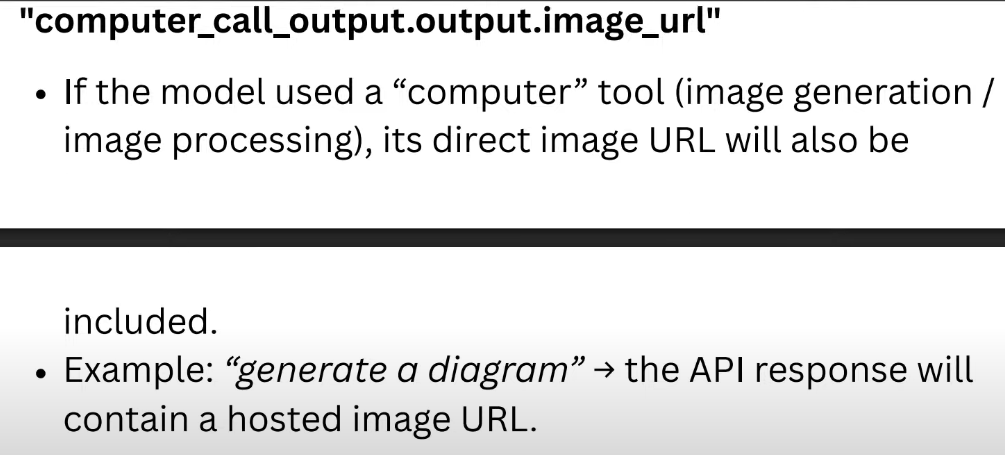 "computer_call_output.output.image_url"
• If the model used a “computer” tool (image generation /
image processing), its direct image URL will also be
included.
• Example: “generate a diagram” → the API response will
contain a hosted image URL.